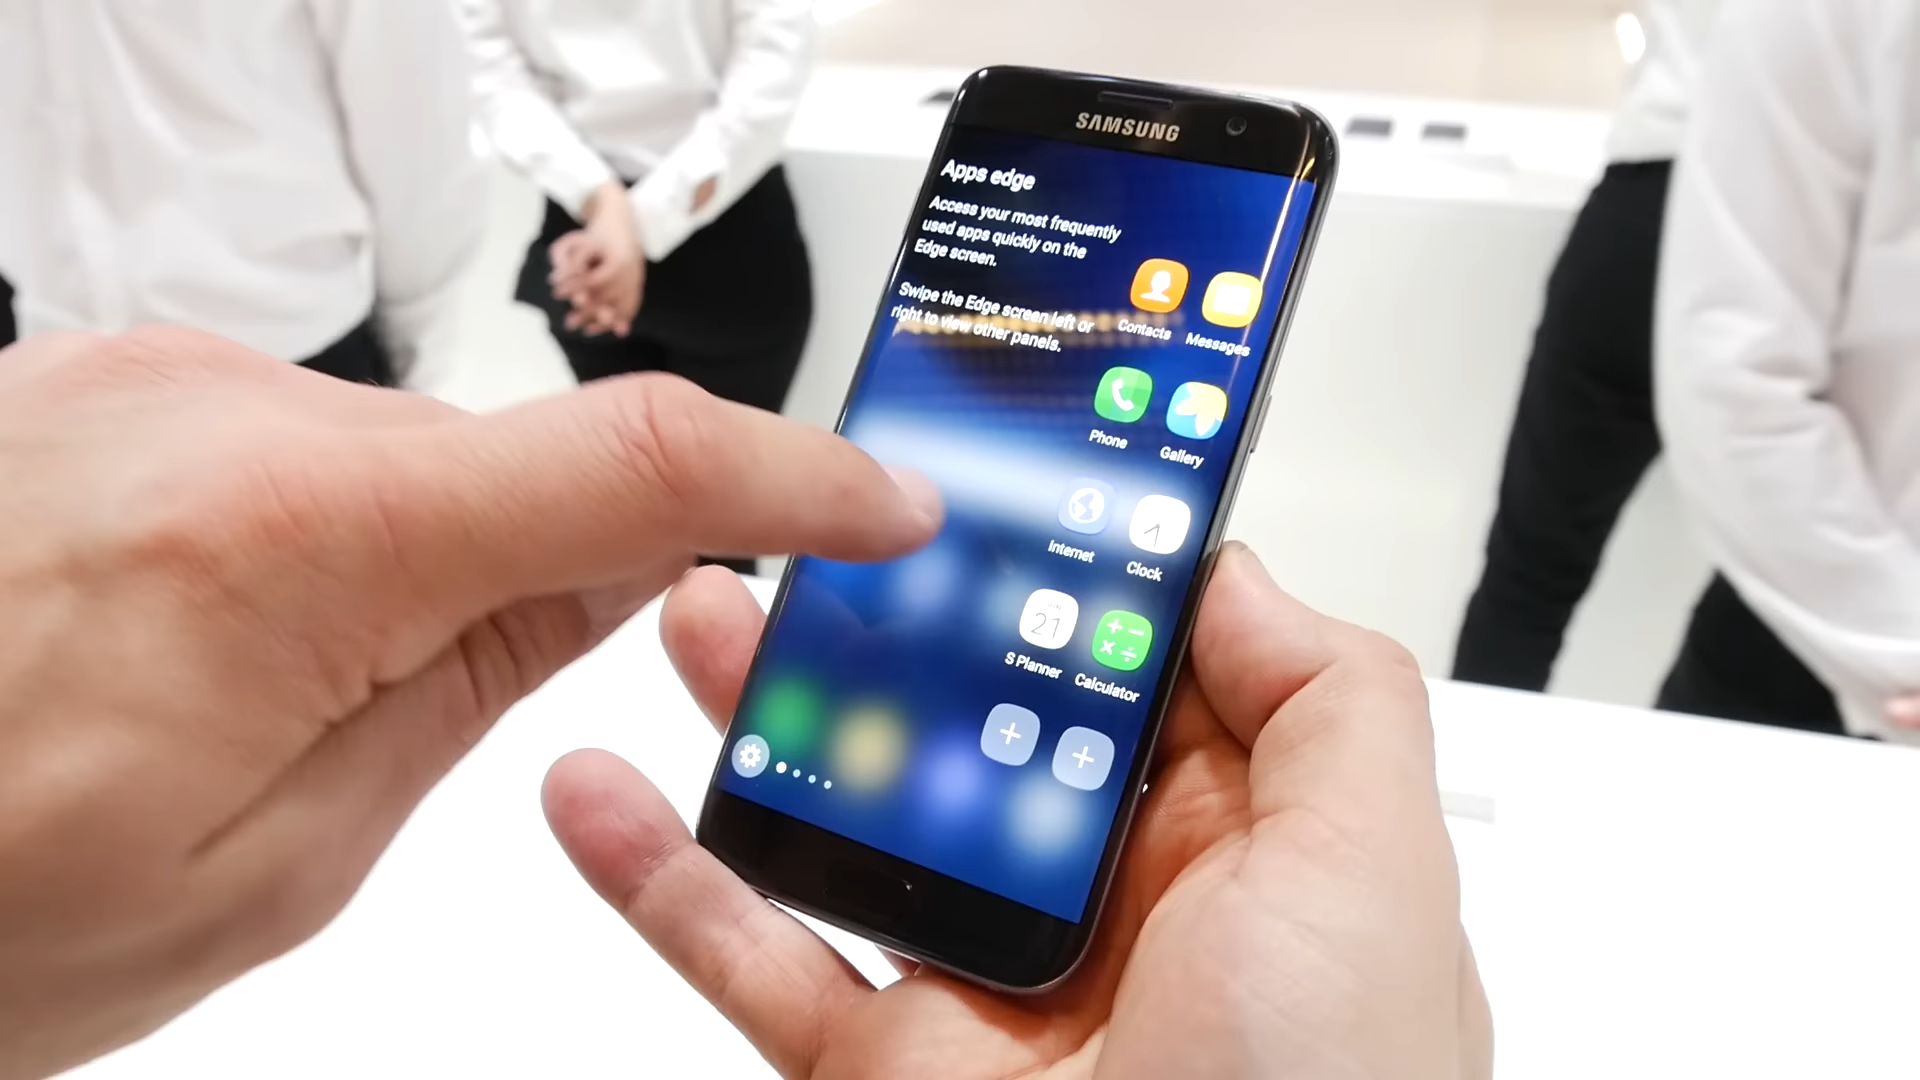 SAMSUNG
Apps edge
Access your most frequently
used apps quickly on the
Edge screen.
Swipe the Edge screen left or
right to view other panels.
Contacts
Messages
Phone
Gallery
Internet
Clock
21
S Planner
Calculator